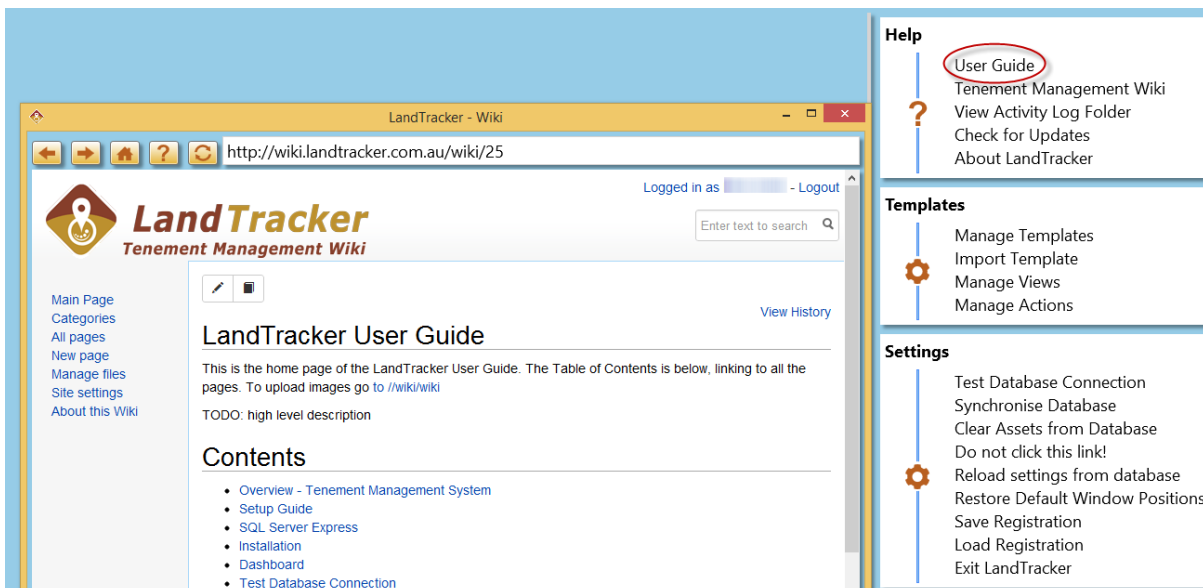 LandTracker - Wiki
http://wiki.landtracker.com.au/wiki/25
Logged in as - Logout
LandTracker
Tenement Management Wiki
Enter text to search
Main Page
Categories
All pages
New page
Manage files
Site settings
About this Wiki
View History
LandTracker User Guide
This is the home page of the LandTracker User Guide. The Table of Contents is below, linking to all the
pages. To upload images go to //wiki/wiki
TODO: high level description
Contents
• Overview - Tenement Management System
• Setup Guide
• SQL Server Express
• Installation
• Dashboard
• Test Database Connection
Help
?
User Guide
Tenement Management Wiki
View Activity Log Folder
Check for Updates
About LandTracker
Templates
Manage Templates
Import Template
Manage Views
Manage Actions
Settings
Test Database Connection
Synchronise Database
Clear Assets from Database
Do not click this link!
Reload settings from database
Restore Default Window Positions
Save Registration
Load Registration
Exit LandTracker